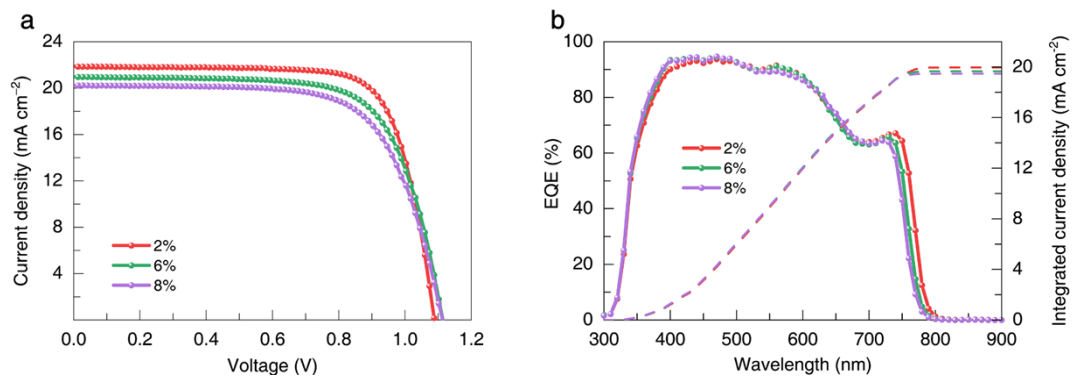 a
Current density (mA cm⁻²)
24
20
16
12
8
4
2%
6%
8%
0.0 0.2 0.4 0.6 0.8 1.0 1.2
Voltage (V)
b
EQE (%)
100
80
60
40
20
0
2%
6%
8%
300 400 500 600 700 800 900
Wavelength (nm)
20
16
12
8
4
0
Integrated current density (mA cm⁻²)